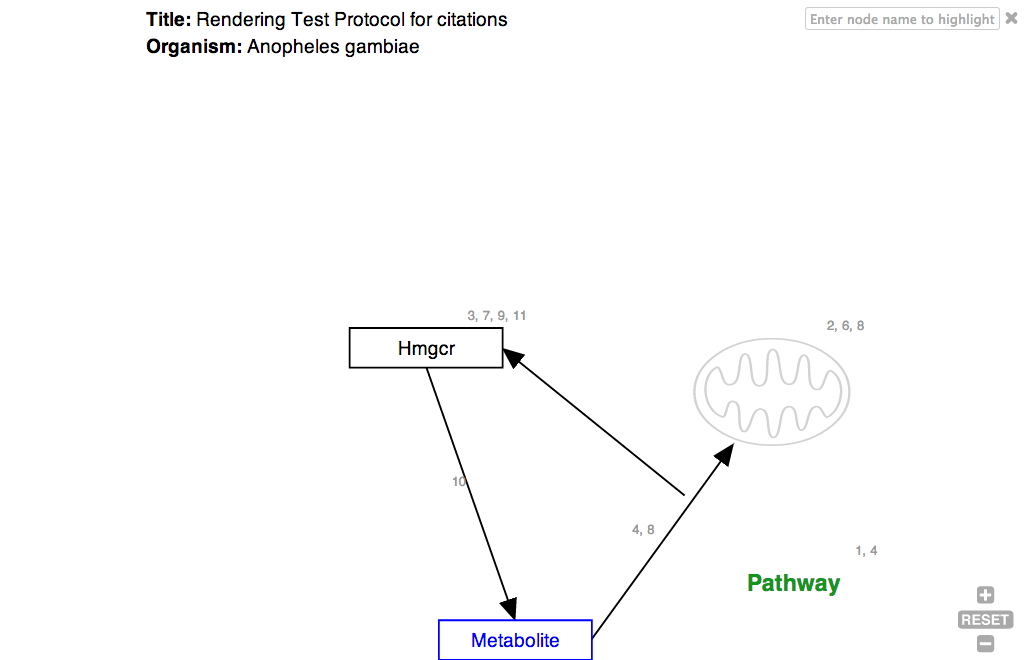 Title: Rendering Test Protocol for citations
Enter node name to highlight
Organism: Anopheles gambiae
3, 7, 9, 11
2, 6, 8
Hmgcr
10
4, 8
1, 4
Pathway
RESET
Metabolite